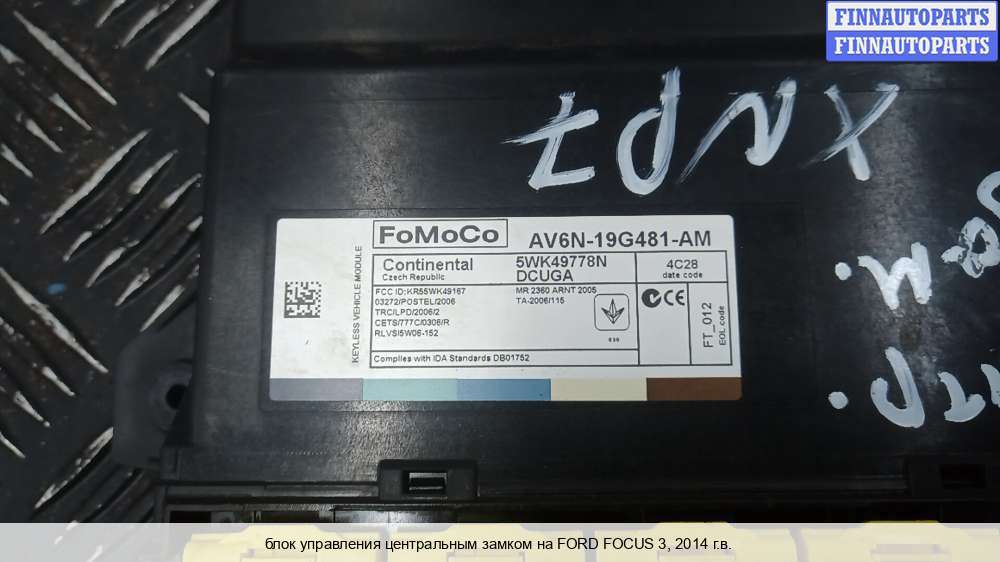 FINNAUTOPARTS
FINNAUTOPARTS
KEYLESS VEHICLE MODULE
FoMoCo
AV6N-19G481-AM
Continental
Czech Republic
5WK49778N
DCUGA
4C28
date code
FCC ID:KR55WK49167
03272/POSTEL/2006
TRC/LPD/2006/2
CETS/777C/0306/R
RLVSI5W06-152
MR 2360 ARNT 2005
TA-2006/115
CE
FT_012
EOL code
Complies with IDA Standards DB01752
блок управления центральным замком на FORD FOCUS 3, 2014 г.в.